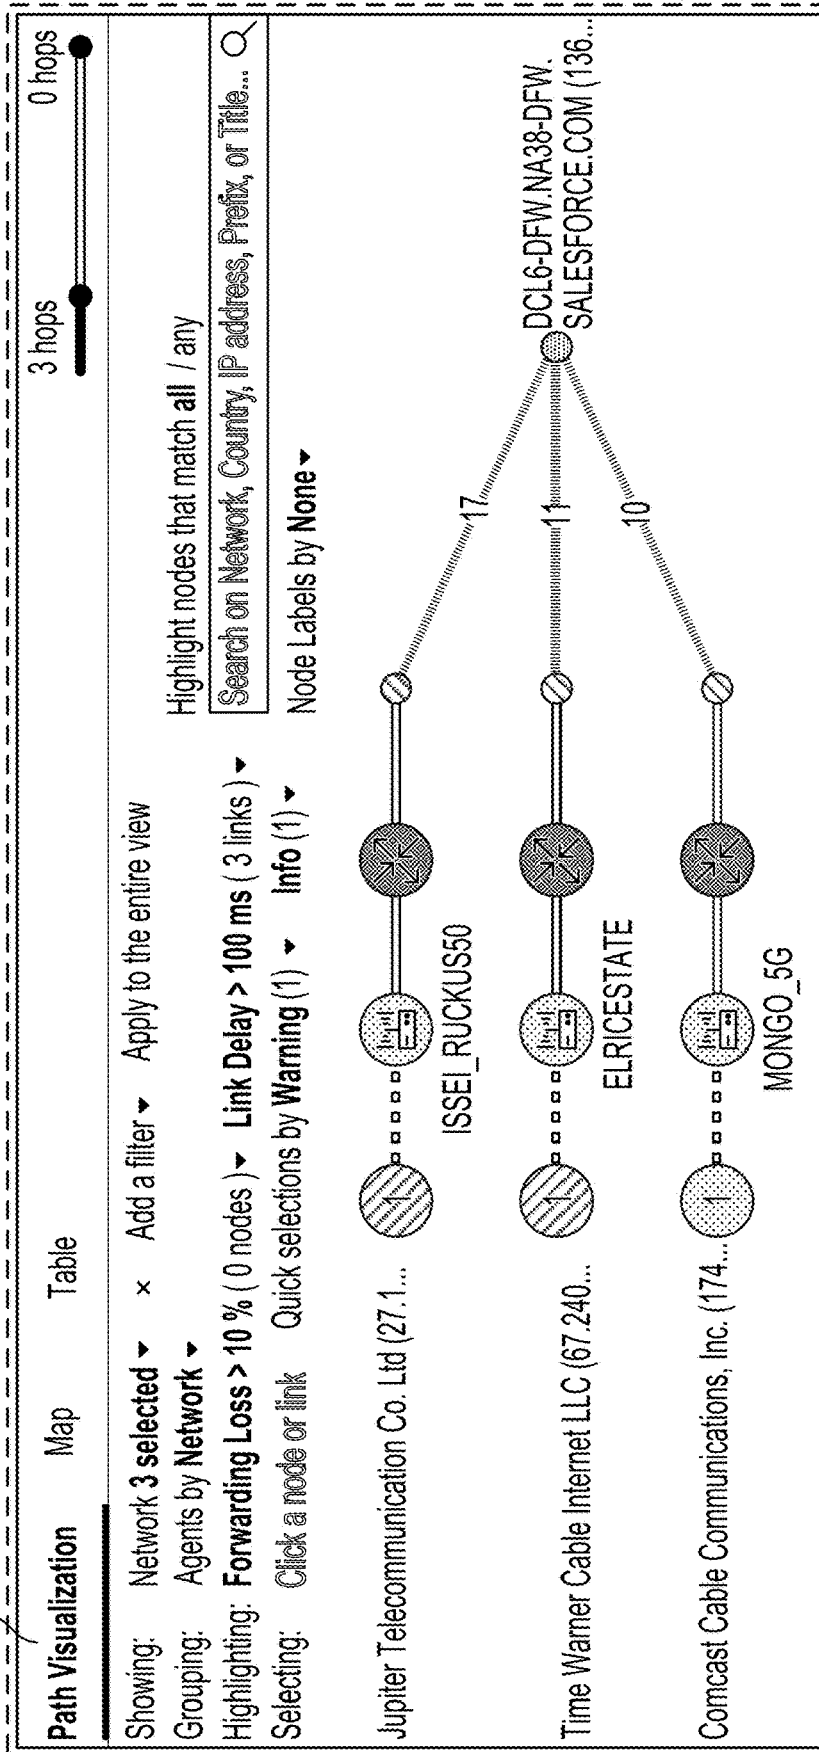 Path Visualization Map Table 3 hops 0 hops
Showing: Network 3 selected ▾ × Add a filter ▾ Apply to the entire view
Grouping: Agents by Network ▾ Highlight nodes that match all / any
Highlighting: Forwarding Loss > 10 % ( 0 nodes ) ▾ Link Delay > 100 ms ( 3 links ) ▾ Search on Network, Country, IP address, Prefix, or Title...
Selecting: Click a node or link Quick selections by Warning (1) ▾ Info (1) ▾ Node Labels by None ▾
Jupiter Telecommunication Co. Ltd (27.1... 1
ISSEI_RUCKUS50
17
Time Warner Cable Internet LLC (67.240... 1
ELRICESTATE
11
DCL6-DFW.NA38-DFW.
SALESFORCE.COM (136...
Comcast Cable Communications, Inc. (174... 1
MONGO_5G
10